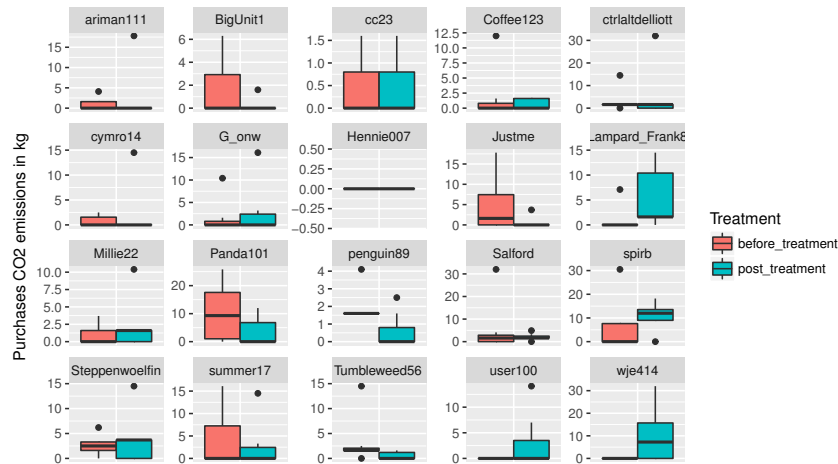 ariman111 BigUnit1 cc23 Coffee123 ctrlaltdelliott
15 10 5 0
6 4 2 0
1.5 1.0 0.5 0.0
12.5 10.0 7.5 5.0 2.5 0.0
30 20 10 0
cymro14 G_onw Hennie007 Justme Lampard_Frank8
15 10 5 0
15 10 5 0
0.50 0.25 0.00 −0.25 −0.50
15 10 5 0
15 10 5 0
Millie22 Panda101 penguin89 Salford spirb
10.0 7.5 5.0 2.5 0.0
20 10 0
4 3 2 1 0
30 20 10 0
30 20 10 0
Steppenwoelfin summer17 Tumbleweed56 user100 wje414
15 10 5 0
15 10 5 0
15 10 5 0
10 5 0
30 20 10 0
Purchases CO2 emissions in kg
Treatment
before_treatment
post_treatment